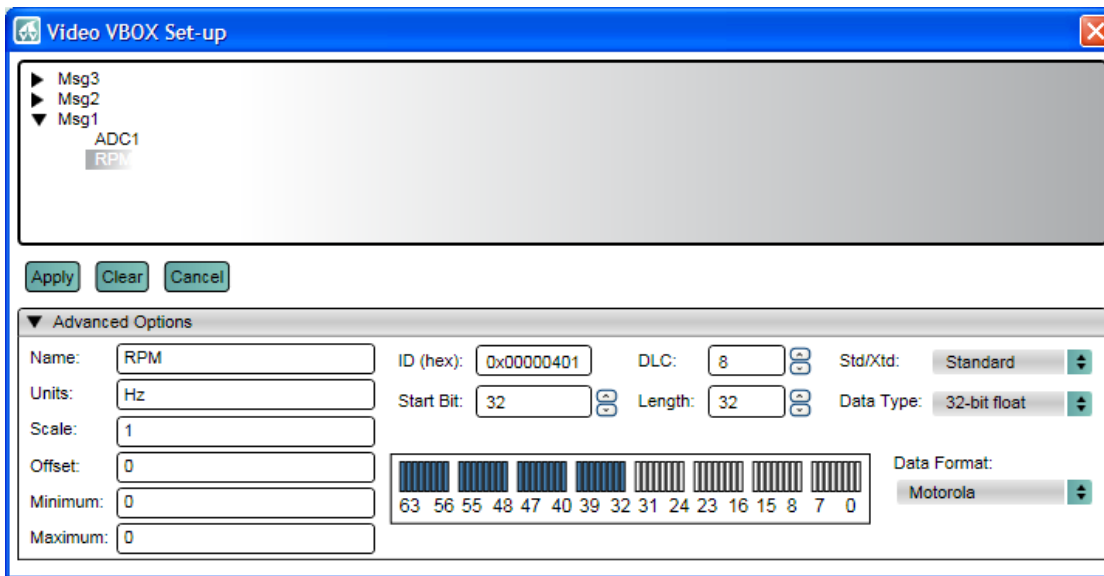 Video VBOX Set-up
Msg3
Msg2
Msg1
ADC1
RPM
Apply Clear Cancel
Advanced Options
Name: RPM ID (hex): 0x00000401 DLC: 8 Std/Xtd: Standard
Units: Hz Start Bit: 32 Length: 32 Data Type: 32-bit float
Scale: 1
Offset: 0 Data Format:
Minimum: 0 63 56 55 48 47 40 39 32 31 24 23 16 15 8 7 0 Motorola
Maximum: 0